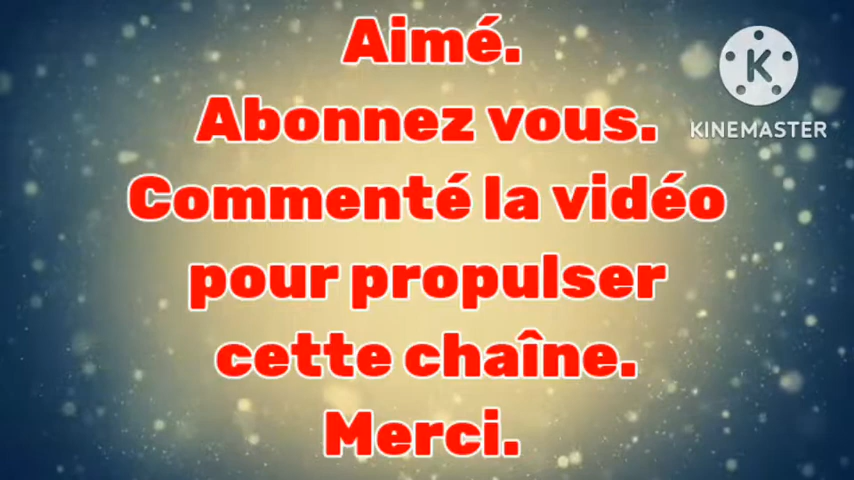 Aimé.
K
KINEMASTER
Abonnez vous.
Commenté la vidéo
pour propulser
cette chaîne.
Merci.